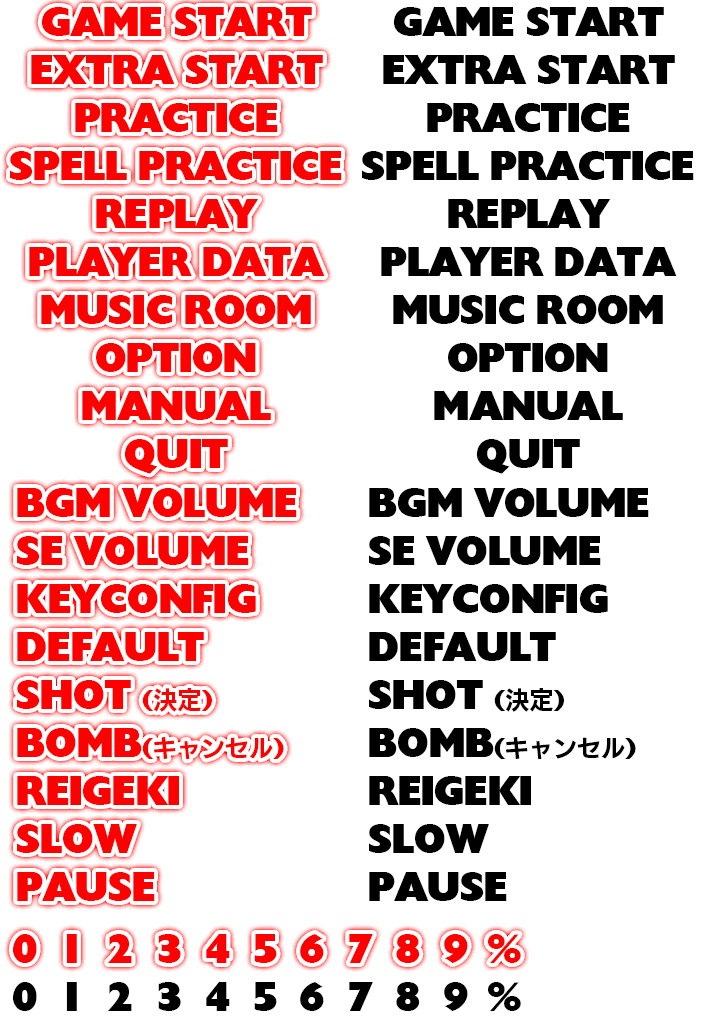 GAME START GAME START
EXTRA START EXTRA START
PRACTICE PRACTICE
SPELL PRACTICE SPELL PRACTICE
REPLAY REPLAY
PLAYER DATA PLAYER DATA
MUSIC ROOM MUSIC ROOM
OPTION OPTION
MANUAL MANUAL
QUIT QUIT
BGM VOLUME BGM VOLUME
SE VOLUME SE VOLUME
KEYCONFIG KEYCONFIG
DEFAULT DEFAULT
SHOT (決定) SHOT (決定)
BOMB(キャンセル) BOMB(キャンセル)
REIGEKI REIGEKI
SLOW SLOW
PAUSE PAUSE
0 1 2 3 4 5 6 7 8 9 %
0 1 2 3 4 5 6 7 8 9 %